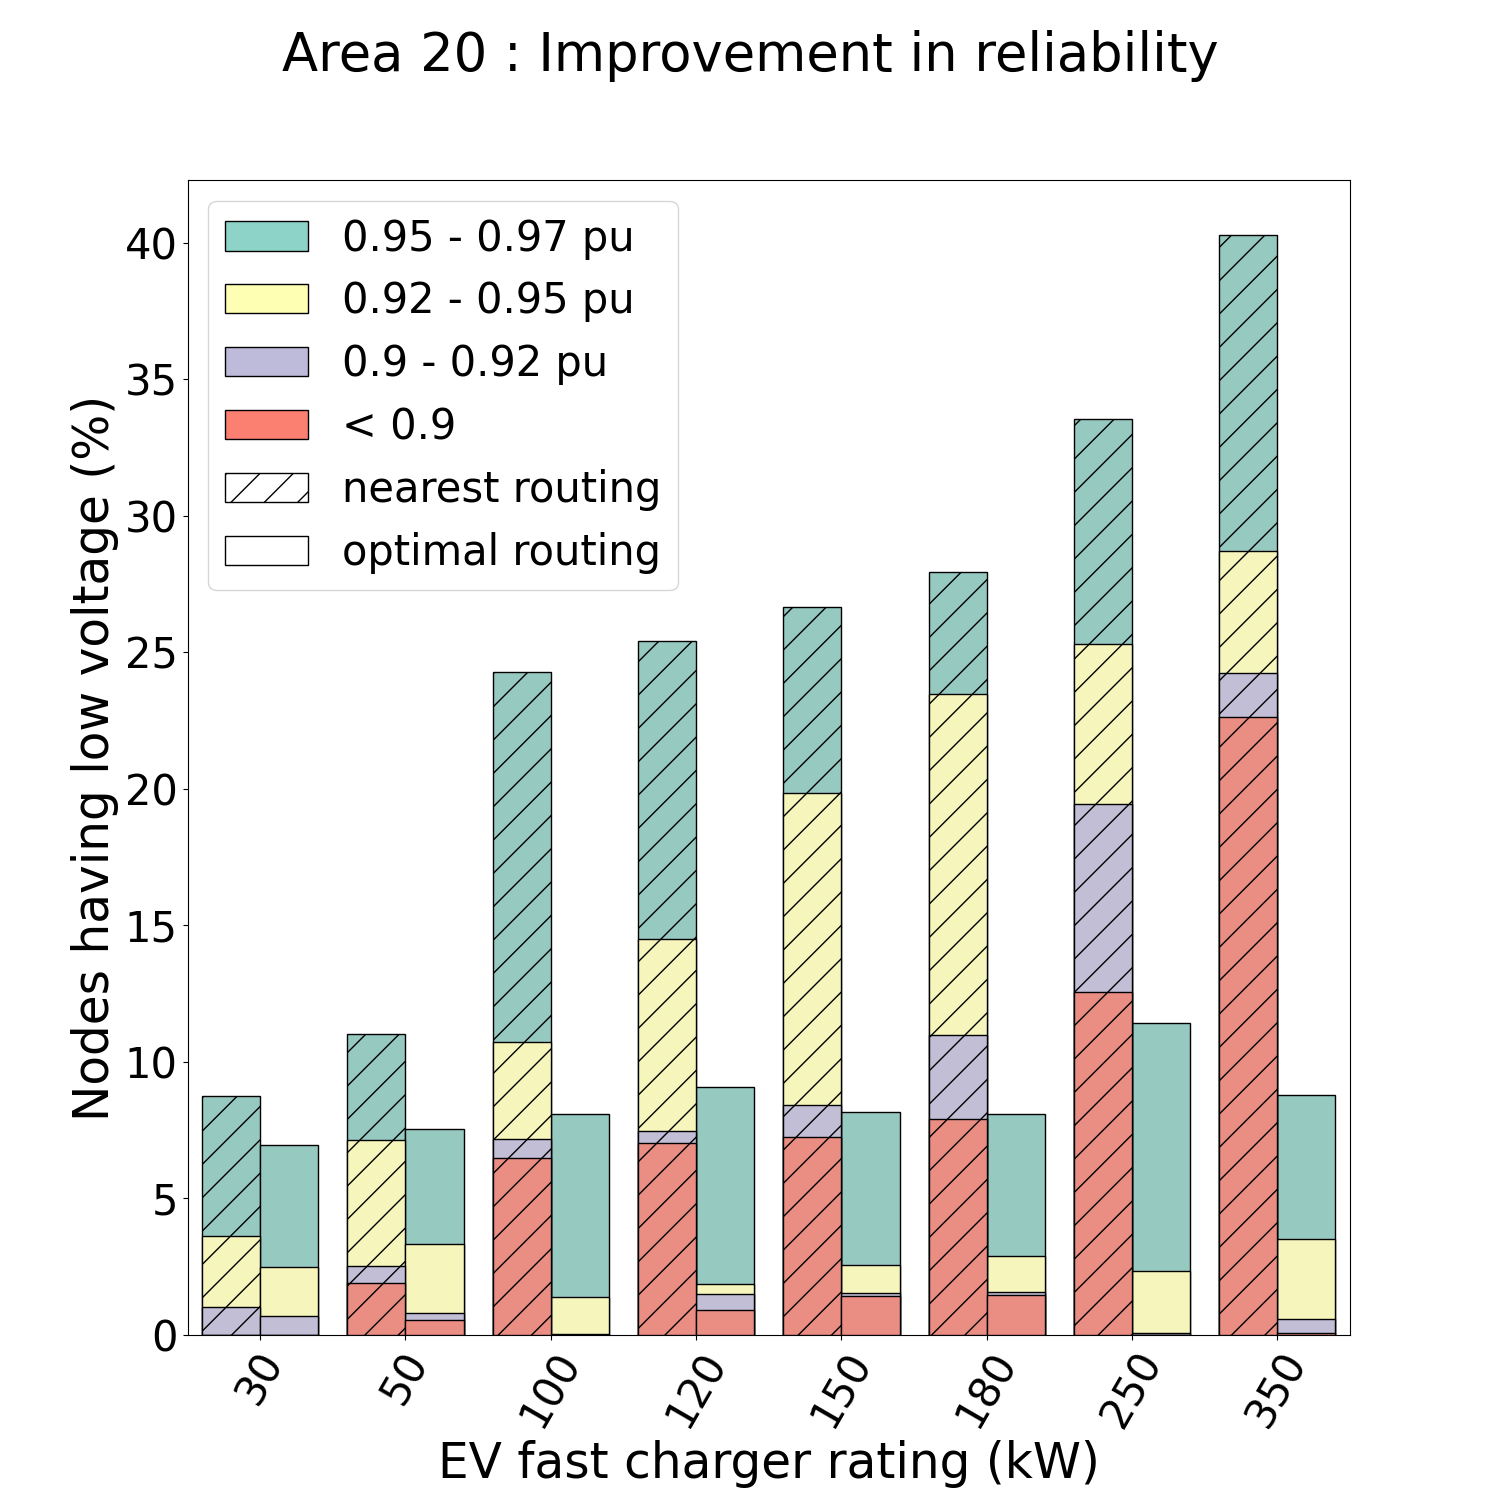 Area 20 : Improvement in reliability
0.95 - 0.97 pu
0.92 - 0.95 pu
0.9 - 0.92 pu
< 0.9
nearest routing
optimal routing
Nodes having low voltage (%)
40
35
30
25
20
15
10
5
0
30
50
100
120
150
180
250
350
EV fast charger rating (kW)